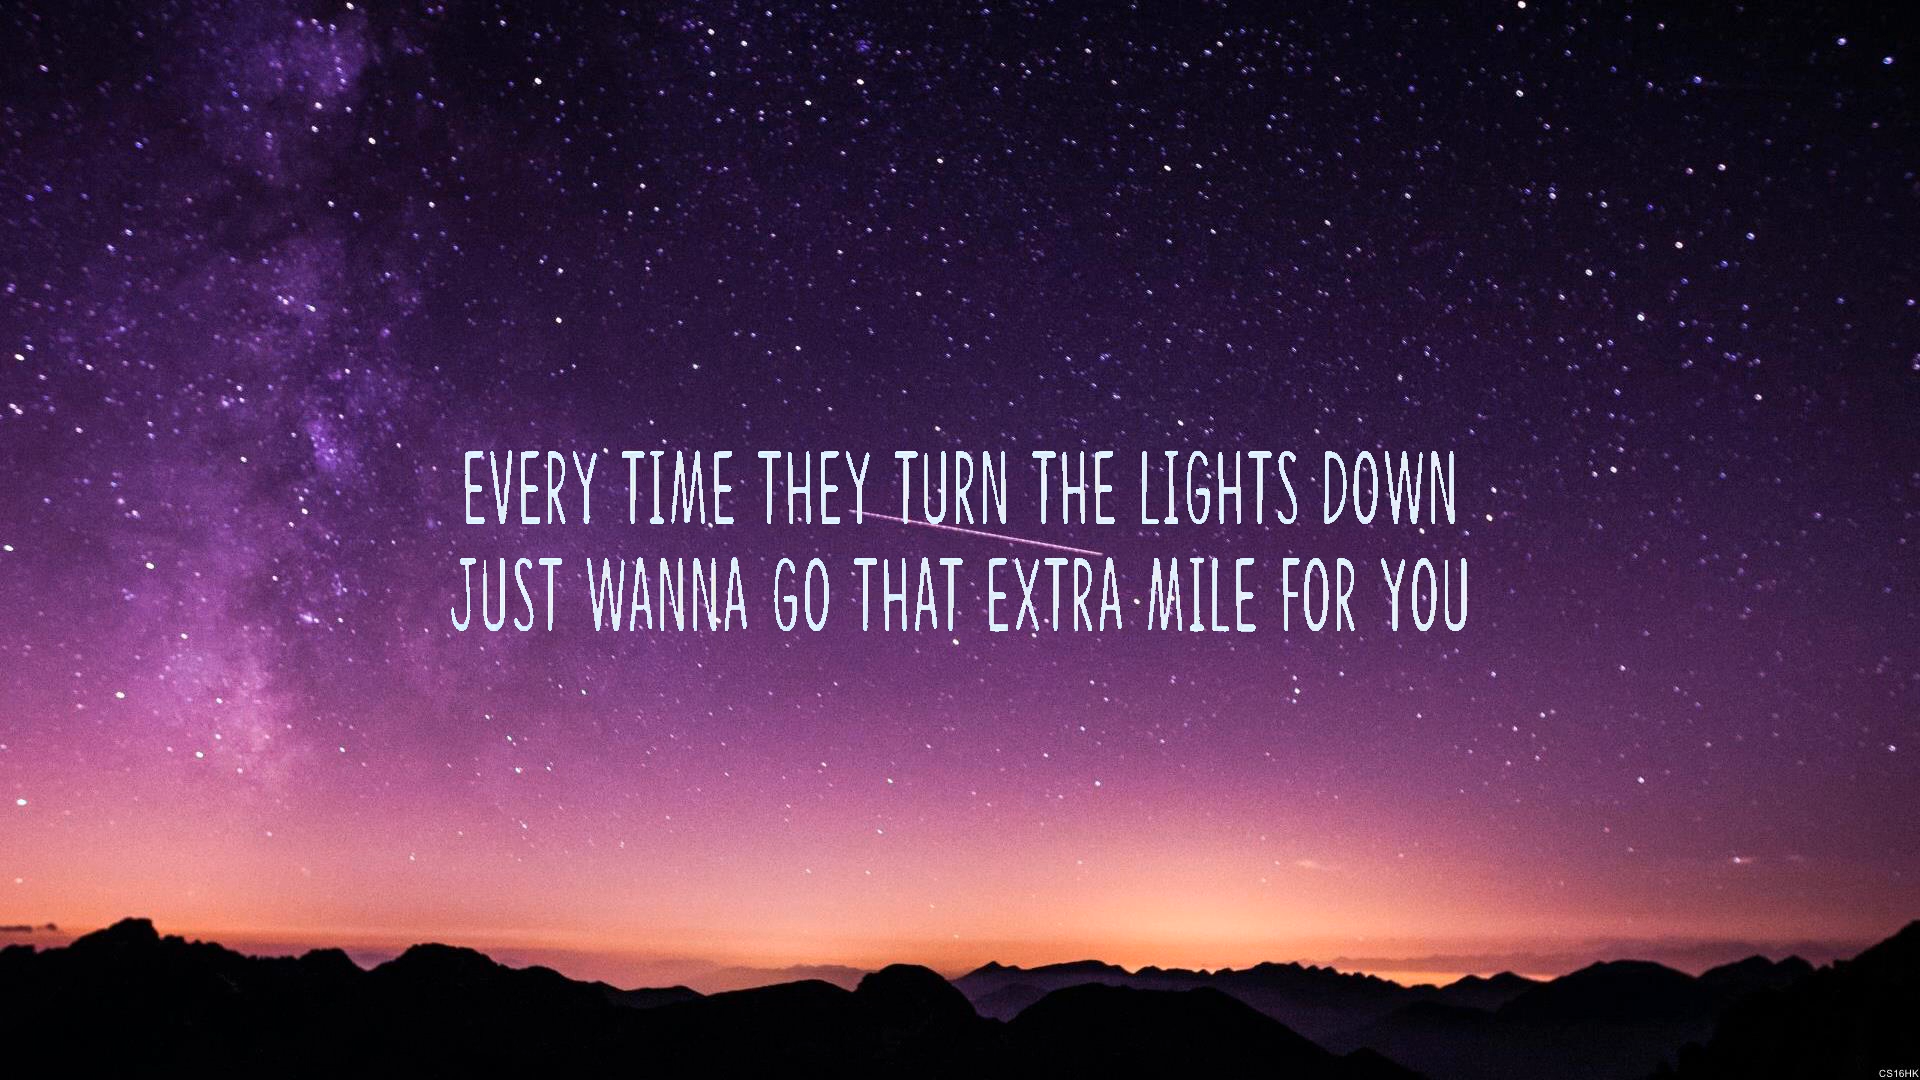 EVERY TIME THEY TURN THE LIGHTS DOWN
JUST WANNA GO THAT EXTRA MILE FOR YOU
CS16HK